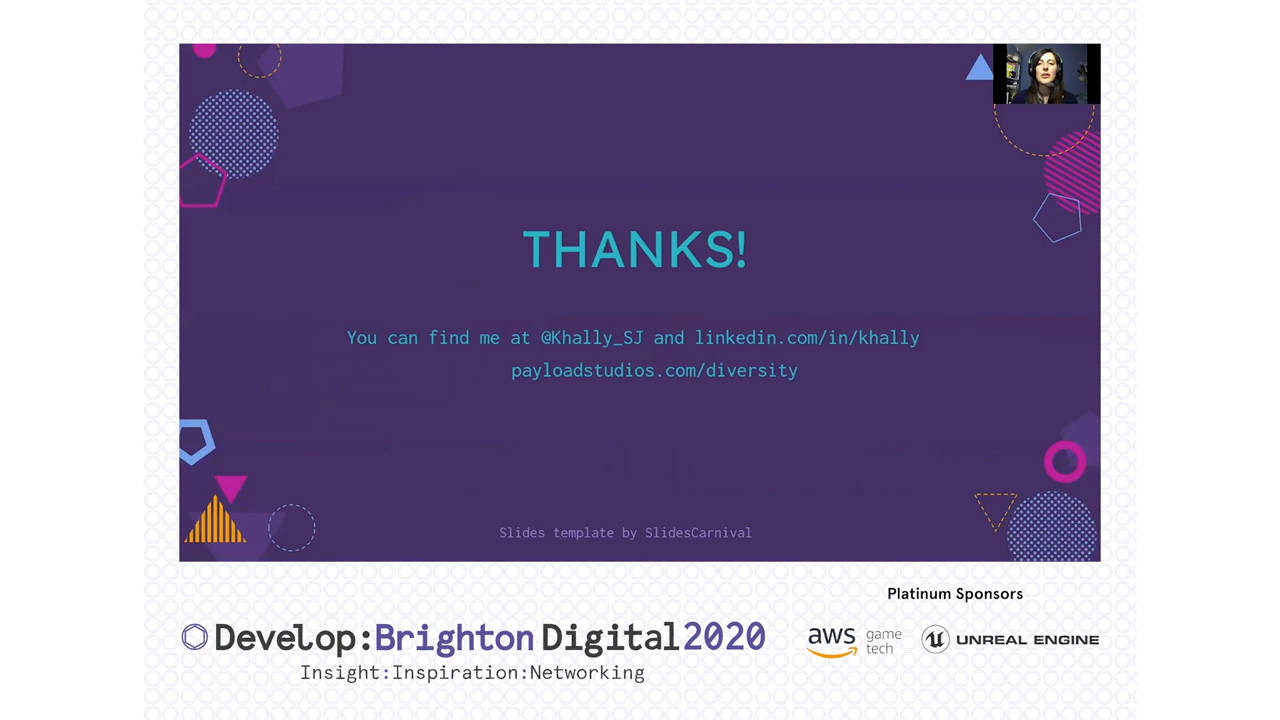 THANKS!
You can find me at @Khally_SJ and linkedin.com/in/khally
payloadstudios.com/diversity
Slides template by SlidesCarnival
Platinum Sponsors
Develop:Brighton Digital 2020
Insight:Inspiration:Networking
aws game tech
UNREAL ENGINE